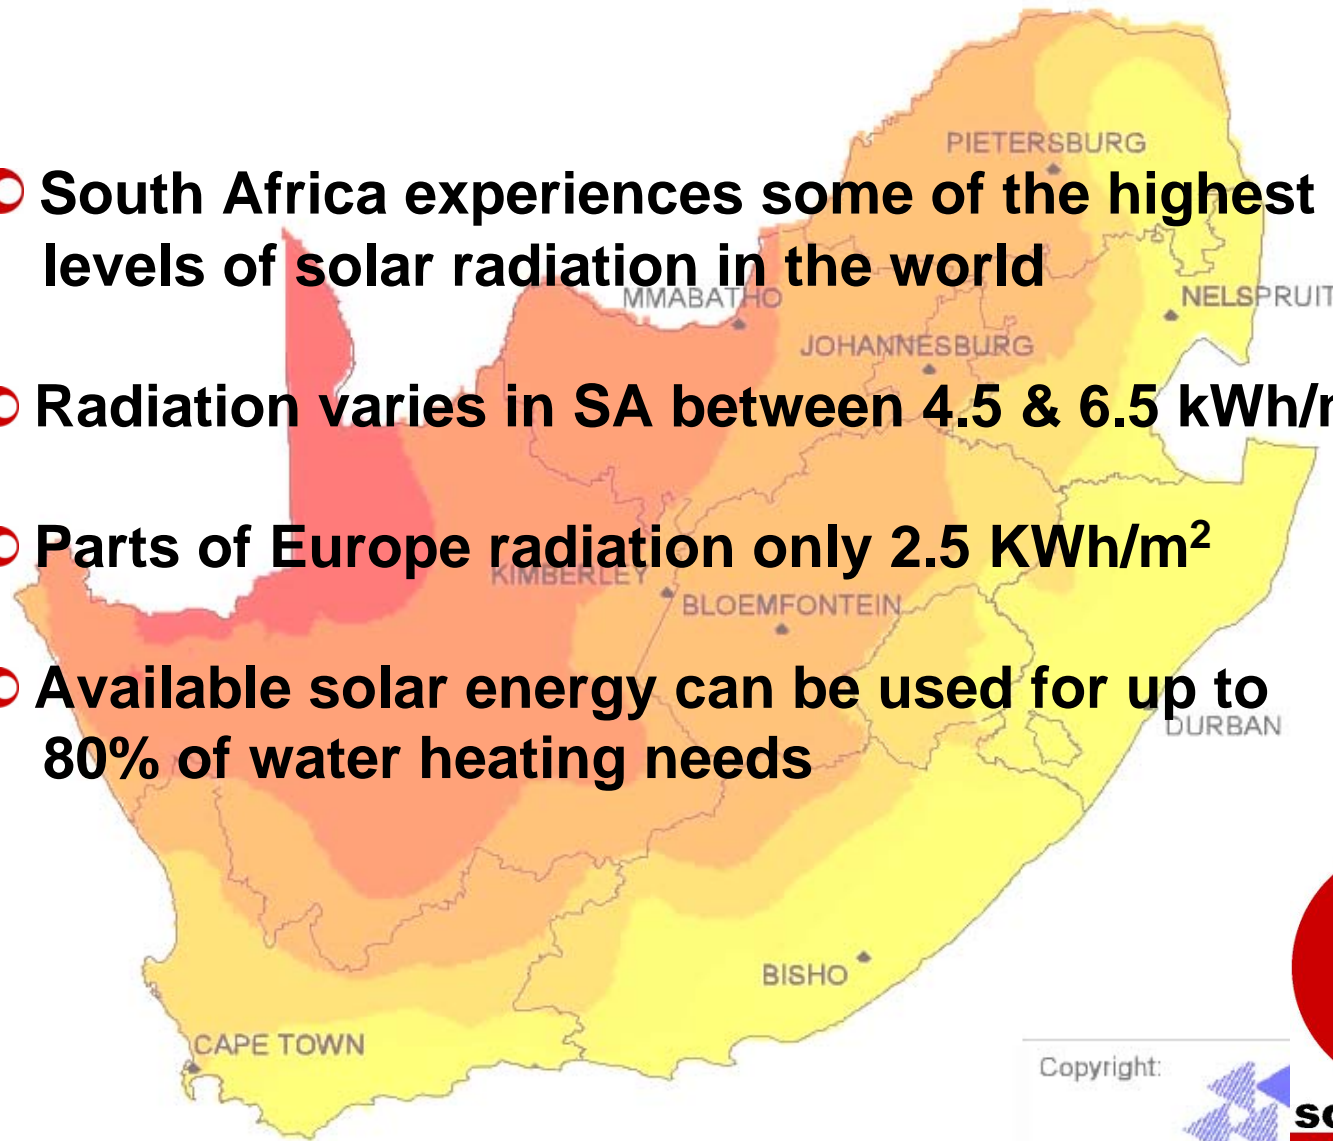 PIETERSBURG
South Africa experiences some of the highest
levels of solar radiation in the world
MMABATHO
NELSPRUIT
JOHANNESBURG
Radiation varies in SA between 4.5 & 6.5 kWh/
Parts of Europe radiation only 2.5 KWh/m²
KIMBERLEY
BLOEMFONTEIN
Available solar energy can be used for up to
DURBAN
80% of water heating needs
BISHO
CAPE TOWN
Copyright: